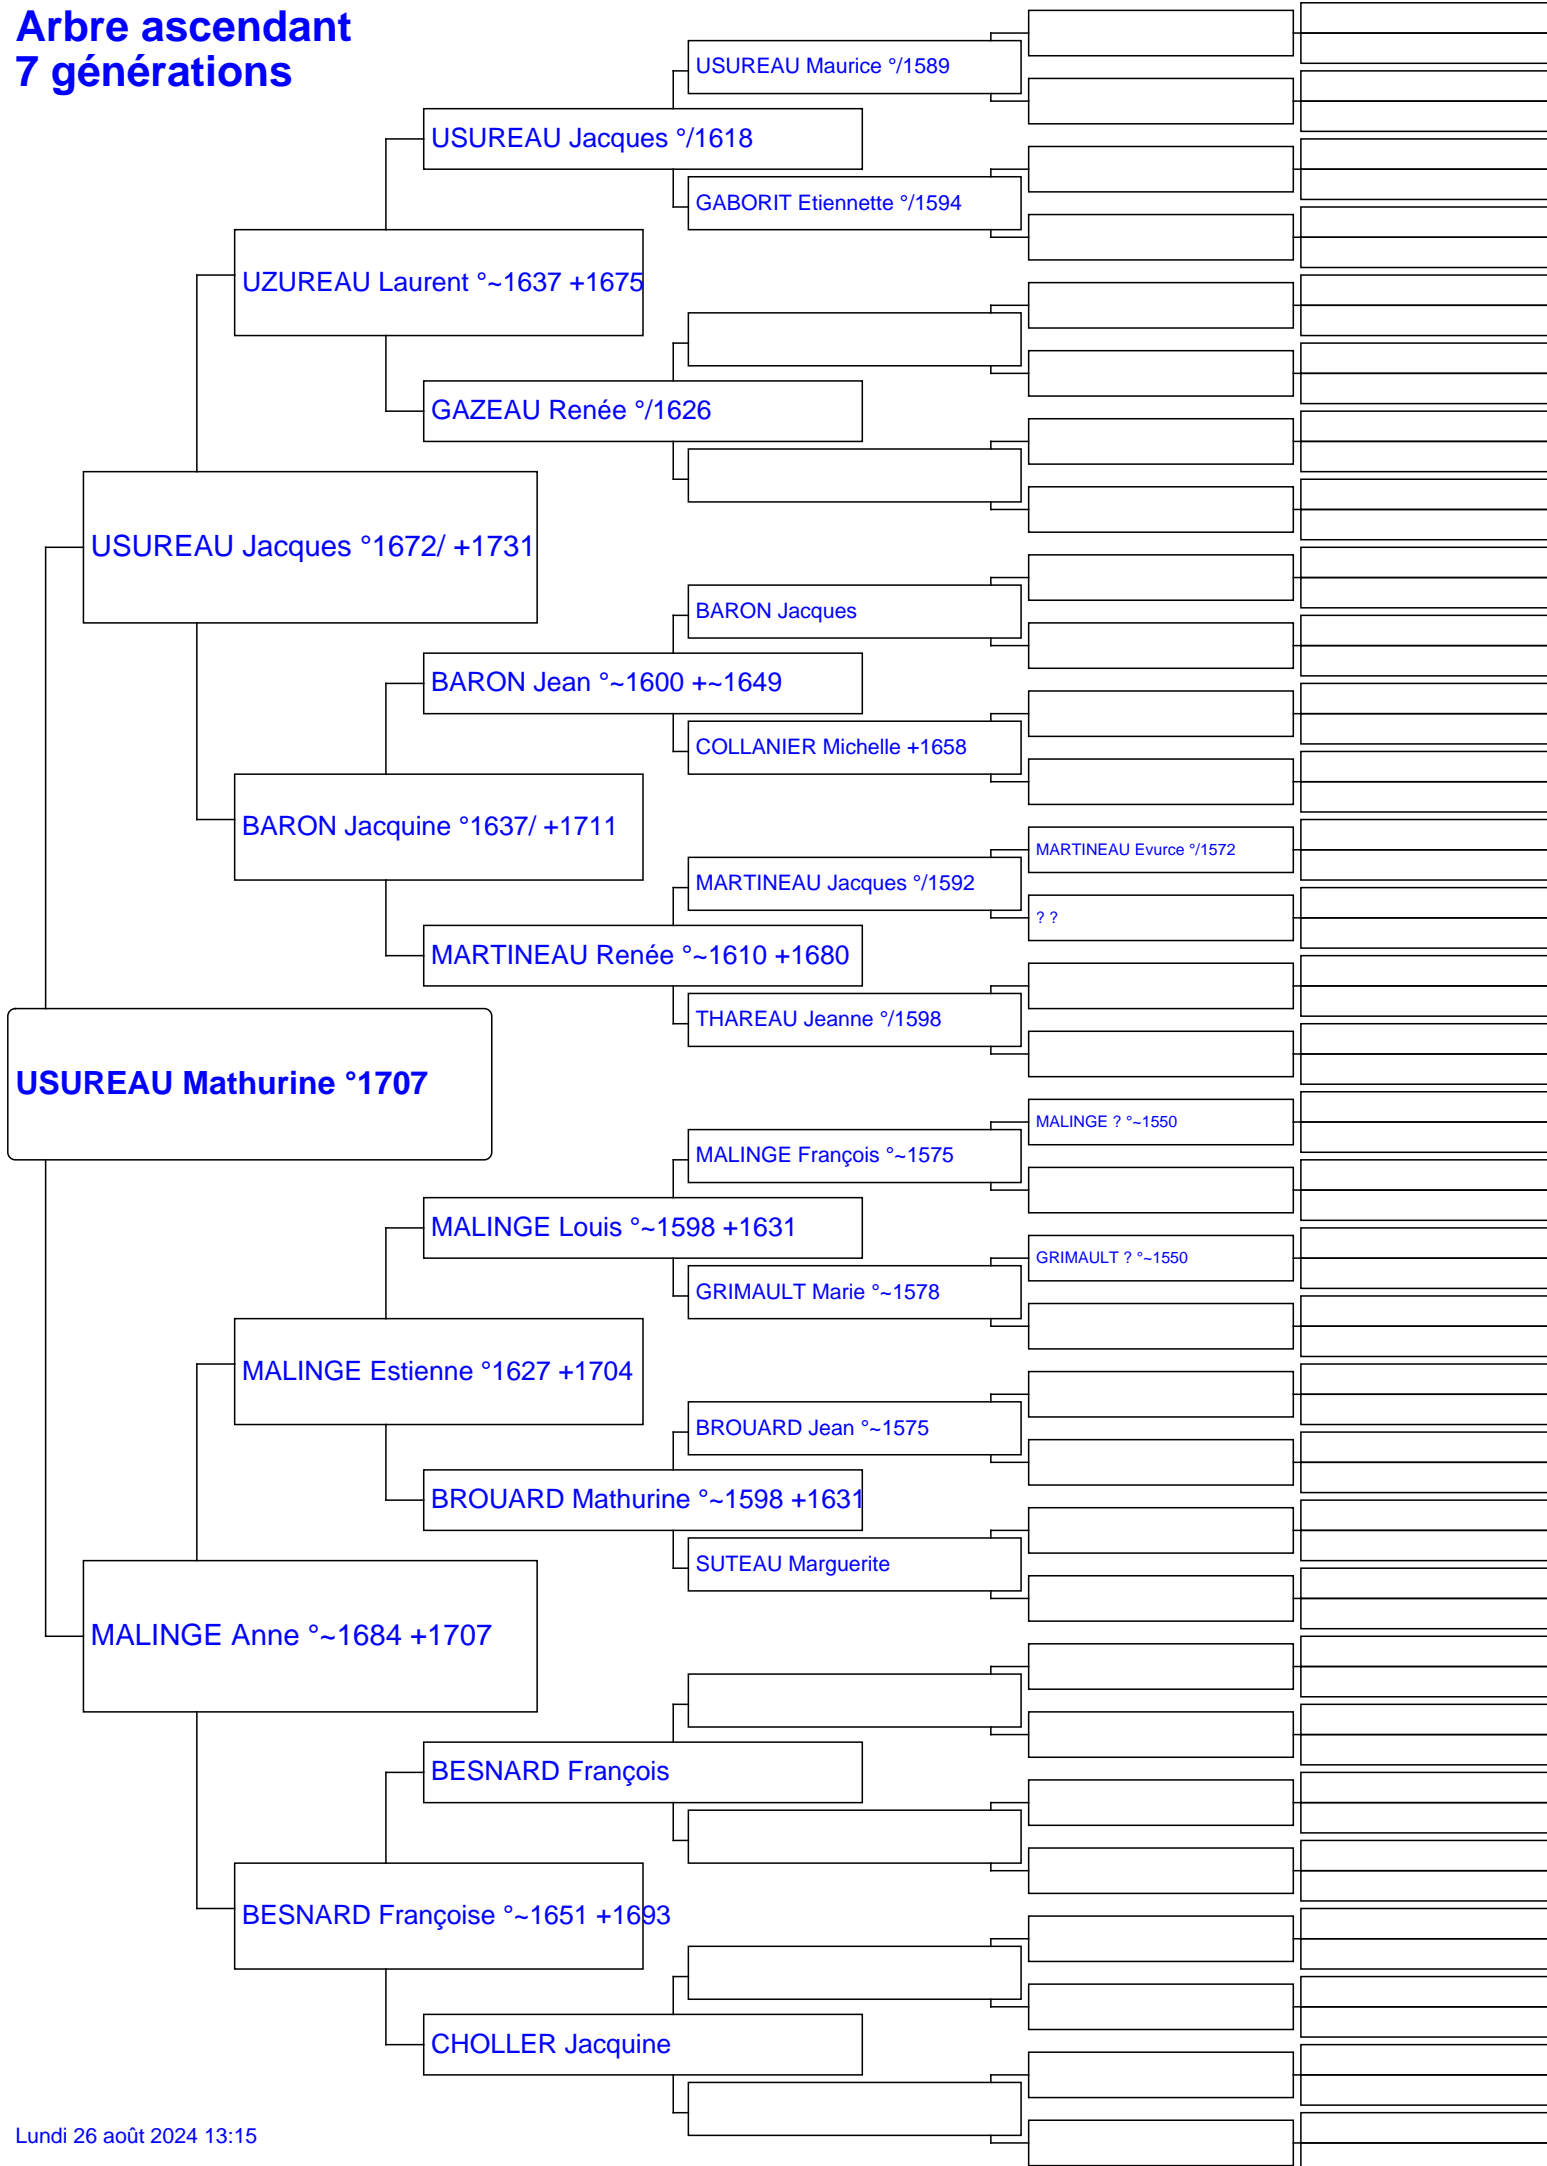 Arbre ascendant
7 générations
USUREAU Maurice °/1589
USUREAU Jacques °/1618
GABORIT Etiennette °/1594
UZUREAU Laurent °~1637 +1675
GAZEAU Renée °/1626
USUREAU Jacques °1672/ +1731
BARON Jacques
BARON Jean °~1600 +~1649
COLLANIER Michelle +1658
BARON Jacquine °1637/ +1711
MARTINEAU Evurce °/1572
MARTINEAU Jacques °/1592
? ?
MARTINEAU Renée °~1610 +1680
THAREAU Jeanne °/1598
USUREAU Mathurine °1707
MALINGE ? °~1550
MALINGE François °~1575
MALINGE Louis °~1598 +1631
GRIMAULT ? °~1550
GRIMAULT Marie °~1578
MALINGE Estienne °1627 +1704
BROUARD Jean °~1575
BROUARD Mathurine °~1598 +1631
SUTEAU Marguerite
MALINGE Anne °~1684 +1707
BESNARD François
BESNARD Françoise °~1651 +1693
CHOLLER Jacquine
Lundi 26 août 2024 13:15